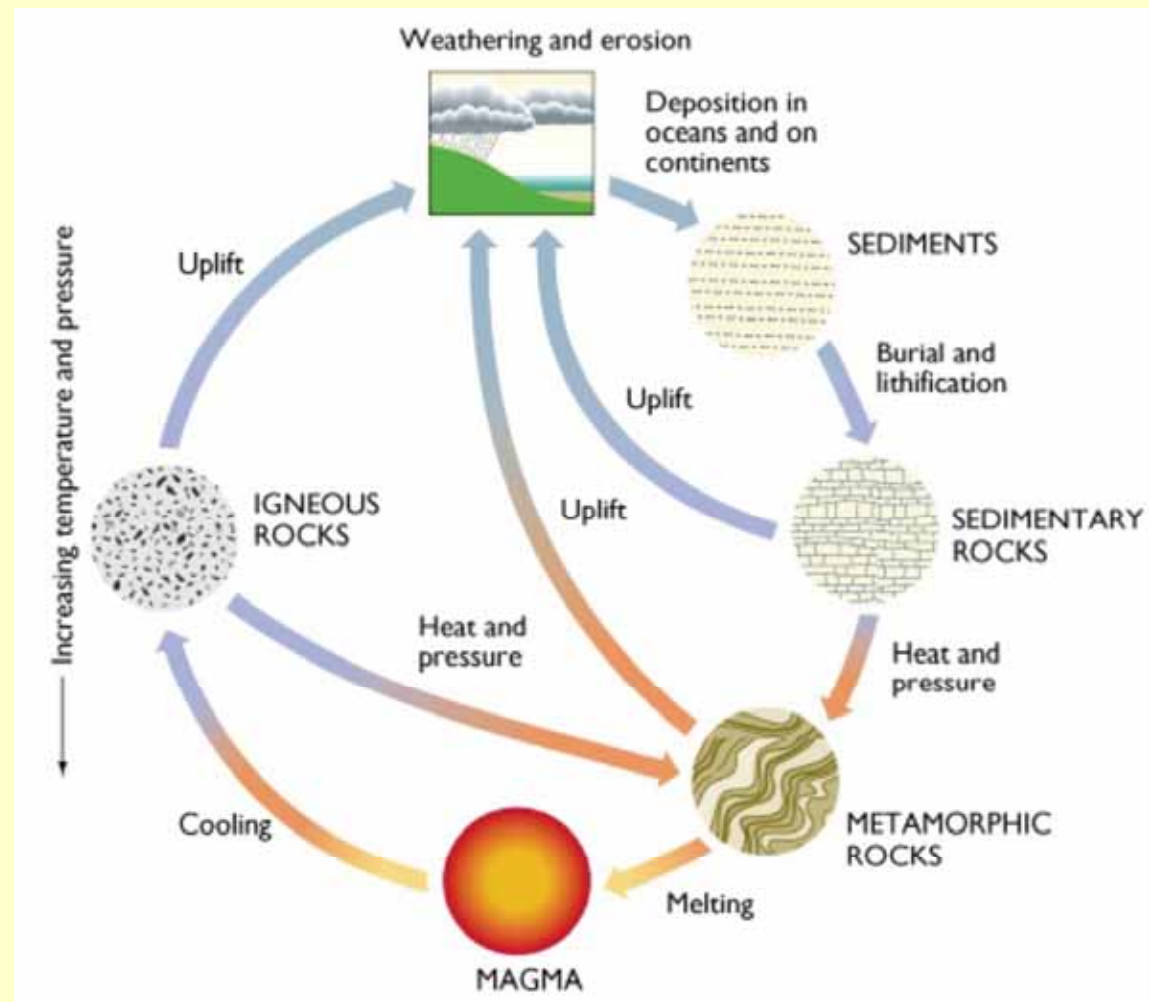 Weathering and erosion
Deposition in
oceans and on
continents
SEDIMENTS
Uplift
Increasing temperature and pressure
Burial and
lithification
Uplift
IGNEOUS
ROCKS
Uplift
SEDIMENTARY
ROCKS
Heat and
pressure
Heat and
pressure
Cooling
METAMORPHIC
ROCKS
Melting
MAGMA